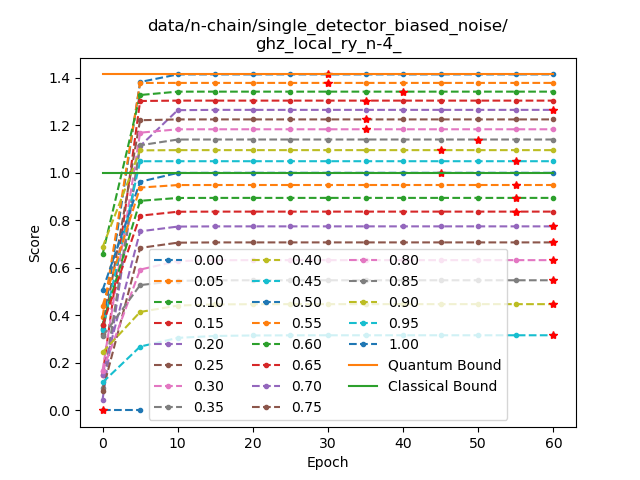 data/n-chain/single_detector_biased_noise/
ghz_local_ry_n-4_
1.4
1.2
1.0
0.8
0.6
0.4
0.2
0.0
Score
0.00 0.40 0.80
0.05 0.45 0.85
0.10 0.50 0.90
0.15 0.55 0.95
0.20 0.60 1.00
0.25 0.65 Quantum Bound
0.30 0.70 Classical Bound
0.35 0.75
0 10 20 30 40 50 60
Epoch